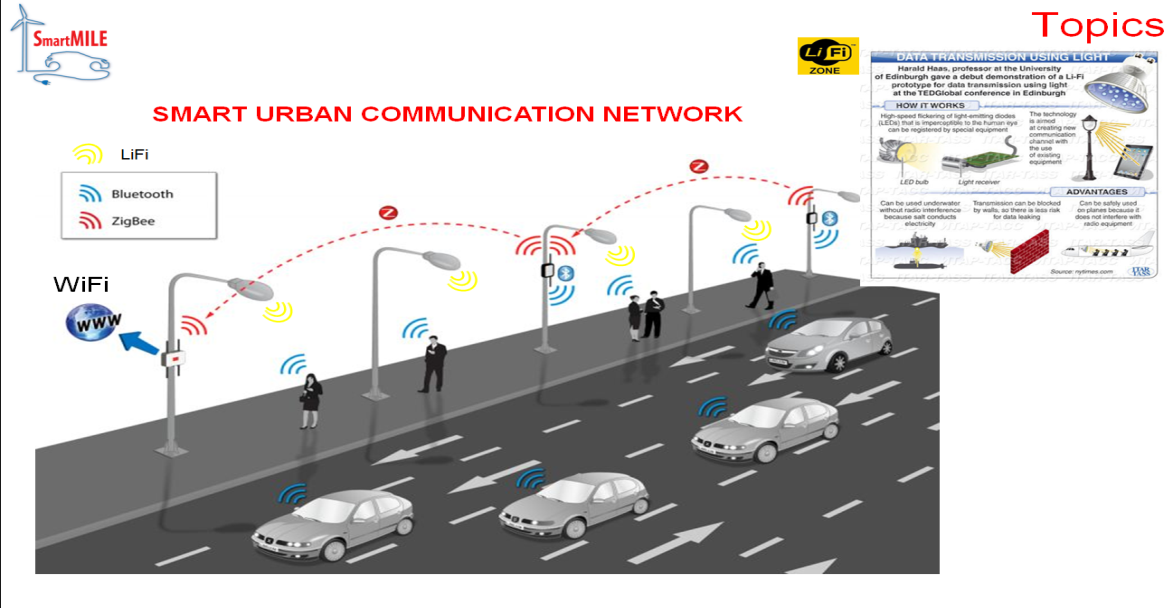 SmartMILE
Topics
LiFi
ZONE
SMART URBAN COMMUNICATION NETWORK
LiFi
Bluetooth
ZigBee
Z
Z
WiFi
WWW
DATA TRANSMISSION USING LIGHT
Harald Haas, professor at the University
of Edinburgh gave a debut demonstration of a Li-Fi
prototype for data transmission using light
at the TEDGlobal conference in Edinburgh
HOW IT WORKS
High-speed flickering of light-emitting diodes
(LEDs) that is imperceptible to the human eye
can be registered by special equipment
LED bulb
Light receiver
The technology
is aimed
at creating new
communication
channel with
the use
of existing
equipment
ADVANTAGES
Can be used underwater
without radio interference
because salt conducts
electricity
Transmission can be blocked
by walls, so there is less risk
for data leaking
Can be safely used
on planes because it
does not interfere with
radio equipment
Source: nytimes.com
ITAR
TASS